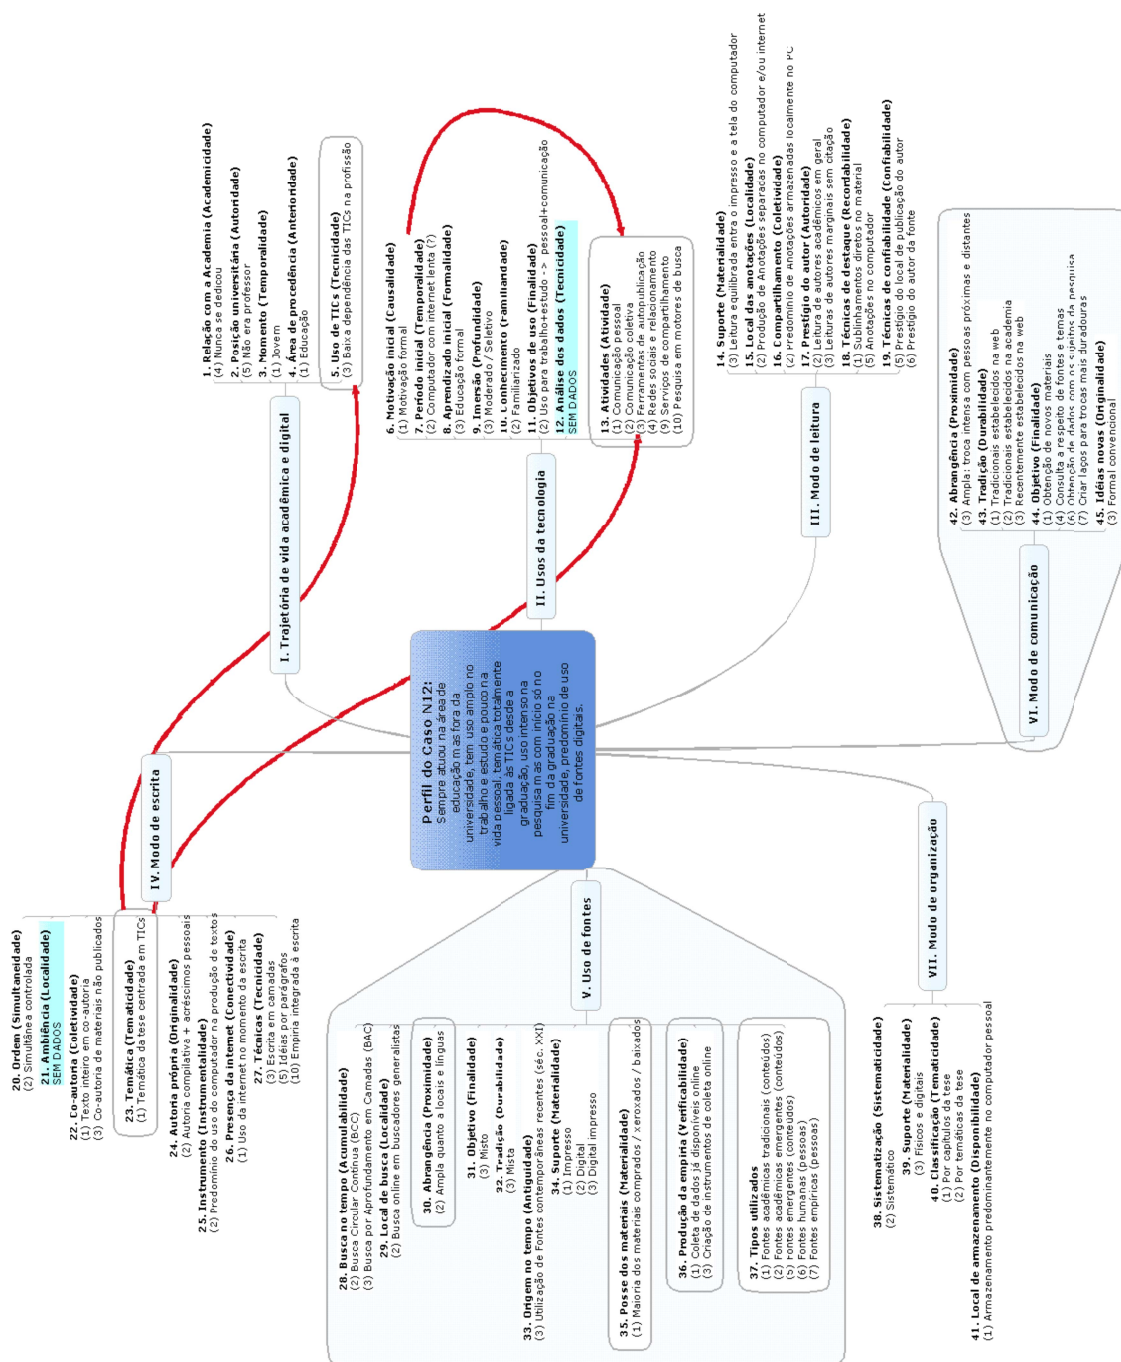 Perfil do Caso N12:
Sempre atuou na área de
educação mas fora da
universidade, tem uso amplo no
trabalho e estudo e pouco na
vida pessoal, temática totalmente
ligada às TICs desde a
graduação, uso intenso na
pesquisa mas com início só no
fim da graduação na
universidade, predomínio de uso
de fontes digitais.
I. Trajetória de vida acadêmica e digital
1. Relação com a Academia (Academicidade)
(4) Nunca se dedicou
2. Posição universitária (Autoridade)
(5) Não era professor
3. Momento (Temporalidade)
(1) Jovem
4. Área de procedência (Anterioridade)
(1) Educação
5. Uso de TICs (Tecnicidade)
(3) Baixa dependência das TICs na profissão
II. Usos da tecnologia
6. Motivação inicial (Causalidade)
(1) Motivação formal
7. Período inicial (Temporalidade)
(2) Computador com internet lenta (?)
8. Aprendizado inicial (Formalidade)
(3) Educação formal
9. Imersão (Profundidade)
(3) Moderado / Seletivo
10. Conhecimento (Familiaridade)
(2) Familiarizado
11. Objetivos de uso (Finalidade)
(2) Uso para trabalho+estudo --> pessoal+comunicação
12. Análise dos dados (Tecnicidade)
SEM DADOS
13. Atividades (Atividade)
(1) Comunicação pessoal
(2) Comunicação coletiva
(3) Ferramentas de autopublicação
(4) Redes sociais e relacionamento
(9) Serviços de compartilhamento
(10) Pesquisa em motores de busca
III. Modo de leitura
14. Suporte (Materialidade)
(3) Leitura equilibrada entre o impresso e a tela do computador
15. Local das anotações (Localidade)
(2) Produção de Anotações separadas no computador e/ou internet
16. Compartilhamento (Coletividade)
(2) Predomínio de Anotações armazenadas localmente no PC
17. Prestígio do autor (Autoridade)
(2) Leitura de autores acadêmicos em geral
(3) Leituras de autores marginais sem citação
18. Técnicas de destaque (Recordabilidade)
(1) Sublinhamentos diretos no material
(5) Anotações no computador
19. Técnicas de confiabilidade (Confiabilidade)
(5) Prestígio do local de publicação do autor
(6) Prestígio do autor da fonte
IV. Modo de escrita
20. Ordem (Simultaneidade)
(2) Simultânea controlada
21. Ambiência (Localidade)
SEM DADOS
22. Co-autoria (Coletividade)
(1) Texto inteiro em co-autoria
(3) Co-autoria de materiais não publicados
23. Temática (Tematicidade)
(1) Temática da tese centrada em TICs
24. Autoria própria (Originalidade)
(2) Autoria compilativa + acréscimos pessoais
25. Instrumento (Instrumentalidade)
(2) Predomínio do uso do computador na produção de textos
26. Presença da internet (Conectividade)
(1) Uso da internet no momento da escrita
27. Técnicas (Tecnicidade)
(3) Escrita em camadas
(5) Idéias por parágrafos
(10) Empiria integrada à escrita
V. Uso de fontes
28. Busca no tempo (Acumulabilidade)
(2) Busca Circular Contínua (BCC)
(3) Busca por Aprofundamento em Camadas (BAC)
29. Local de busca (Localidade)
(2) Busca online em buscadores generalistas
30. Abrangência (Proximidade)
(2) Ampla quanto a locais e línguas
31. Objetivo (Finalidade)
(3) Misto
32. Tradição (Durabilidade)
(3) Mista
33. Origem no tempo (Antiguidade)
(3) Utilização de Fontes contemporâneas recentes (séc. XXI)
34. Suporte (Materialidade)
(1) Impresso
(2) Digital
(3) Digital impresso
35. Posse dos materiais (Materialidade)
(1) Maioria dos materiais comprados / xeroxados / baixados
36. Produção da empiria (Verificabilidade)
(1) Coleta de dados já disponíveis online
(3) Criação de instrumentos de coleta online
37. Tipos utilizados
(1) Fontes acadêmicas tradicionais (conteúdos)
(2) Fontes acadêmicas emergentes (conteúdos)
(5) Fontes emergentes (conteúdos)
(6) Fontes humanas (pessoas)
(7) Fontes empíricas (pessoas)
VI. Modo de comunicação
42. Abrangência (Proximidade)
(3) Ampla: troca intensa com pessoas próximas e distantes
43. Tradição (Durabilidade)
(1) Tradicionais estabelecidos na web
(2) Tradicionais estabelecidos na academia
(3) Recentemente estabelecidos na web
44. Objetivo (Finalidade)
(1) Obtenção de novos materiais
(4) Consulta a respeito de fontes e temas
(6) Obtenção de dados com os sujeitos da pesquisa
(7) Criar laços para trocas mais duradouras
45. Idéias novas (Originalidade)
(3) Formal convencional
VII. Modo de organização
38. Sistematização (Sistematicidade)
(2) Sistemático
39. Suporte (Materialidade)
(3) Físicos e digitais
40. Classificação (Tematicidade)
(1) Por capítulos da tese
(2) Por temáticas da tese
41. Local de armazenamento (Disponibilidade)
(1) Armazenamento predominantemente no computador pessoal